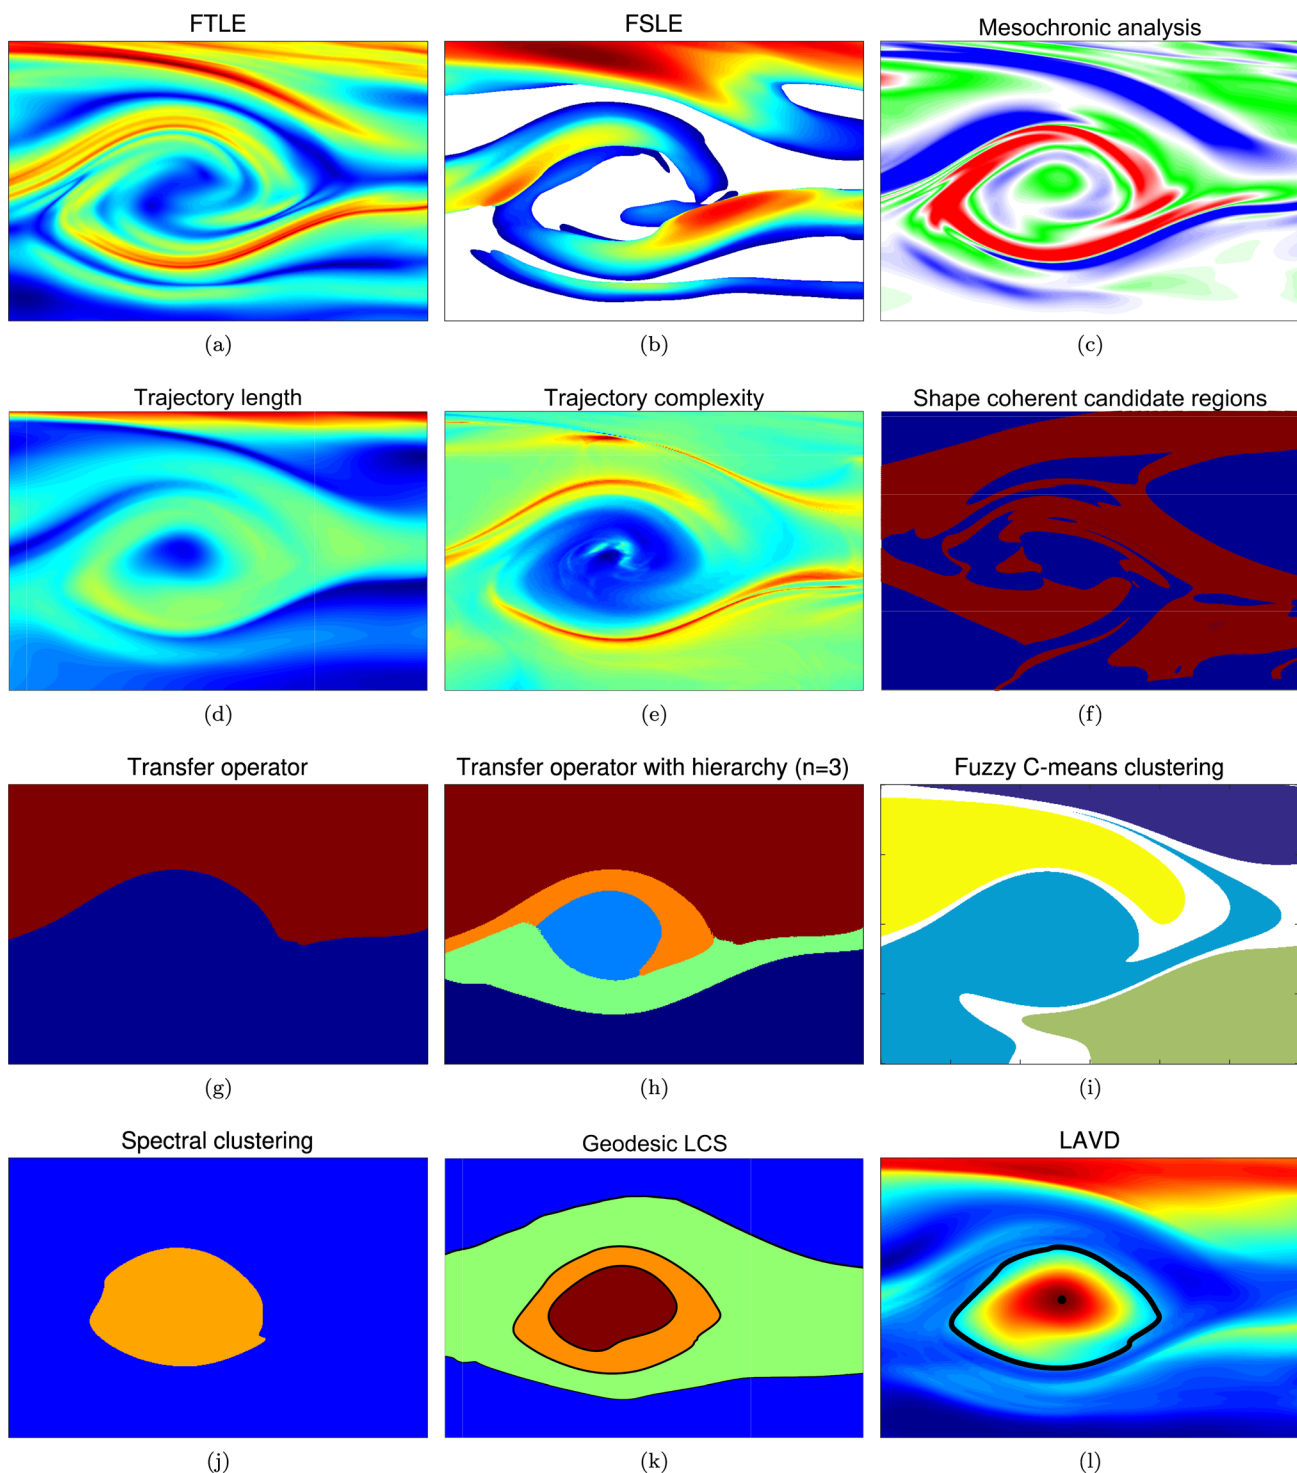 FTLE
FSLE
Mesochronic analysis
(a)
(b)
(c)
Trajectory length
Trajectory complexity
Shape coherent candidate regions
(d)
(e)
(f)
Transfer operator
Transfer operator with hierarchy (n=3)
Fuzzy C-means clustering
(g)
(h)
(i)
Spectral clustering
Geodesic LCS
LAVD
(j)
(k)
(l)